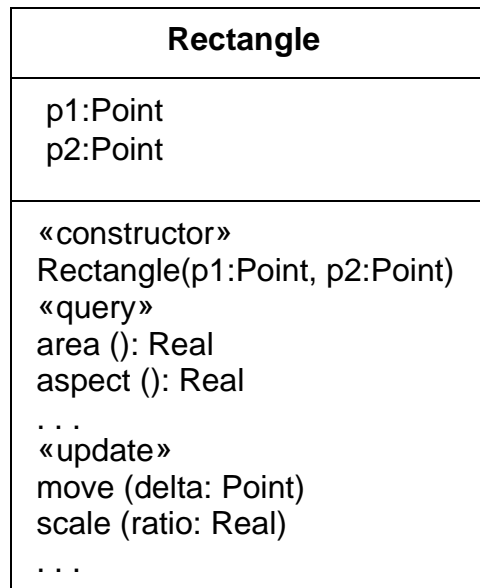 Rectangle
p1:Point
p2:Point
«constructor»
Rectangle(p1:Point, p2:Point)
«query»
area (): Real
aspect (): Real
. . .
«update»
move (delta: Point)
scale (ratio: Real)
. . .